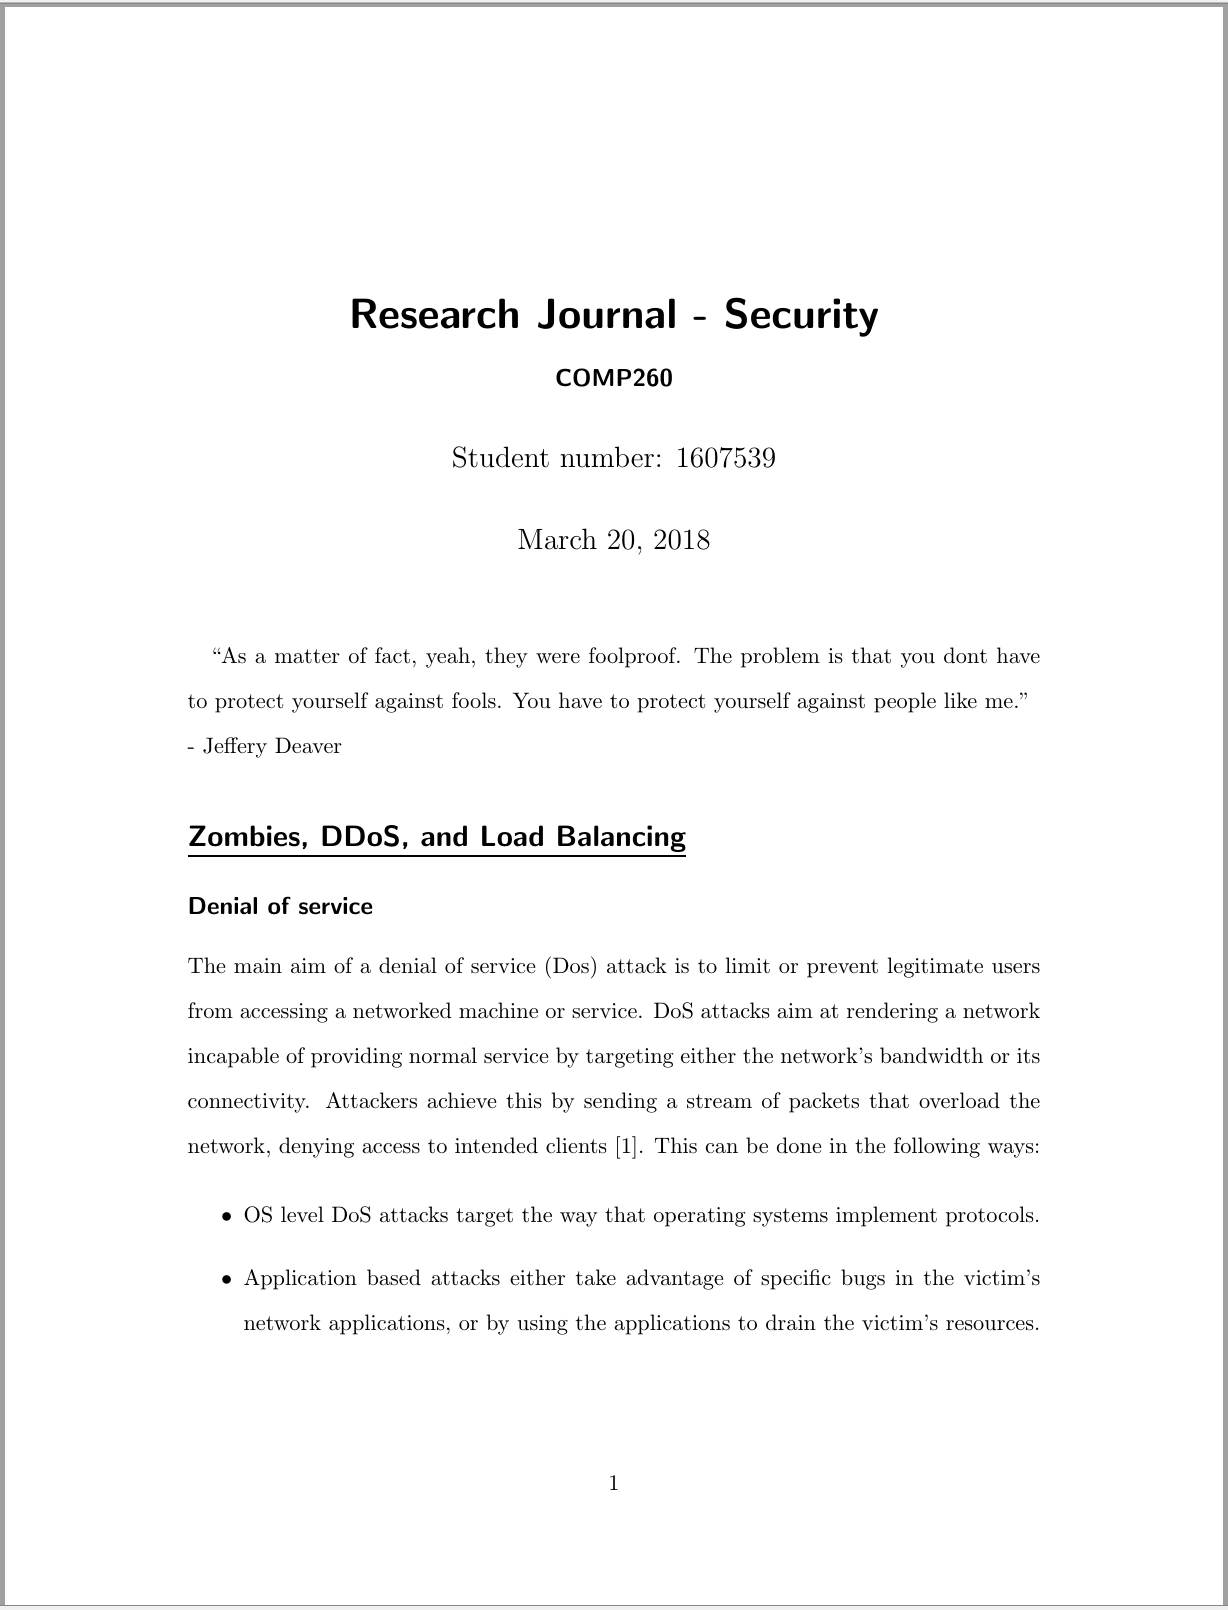 Research Journal - Security
COMP260
Student number: 1607539
March 20, 2018
“As a matter of fact, yeah, they were foolproof. The problem is that you dont have
to protect yourself against fools. You have to protect yourself against people like me.”
- Jeffery Deaver
Zombies, DDoS, and Load Balancing
Denial of service
The main aim of a denial of service (Dos) attack is to limit or prevent legitimate users
from accessing a networked machine or service. DoS attacks aim at rendering a network
incapable of providing normal service by targeting either the network’s bandwidth or its
connectivity. Attackers achieve this by sending a stream of packets that overload the
network, denying access to intended clients [1]. This can be done in the following ways:
• OS level DoS attacks target the way that operating systems implement protocols.
• Application based attacks either take advantage of specific bugs in the victim’s
network applications, or by using the applications to drain the victim’s resources.
1